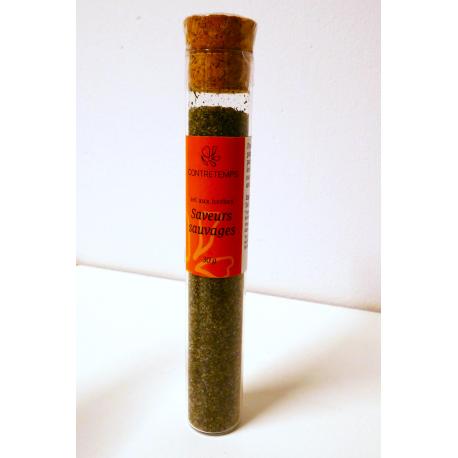 CONTRETEMPS
sel aux herbes
Saveurs
sauvages
30 g